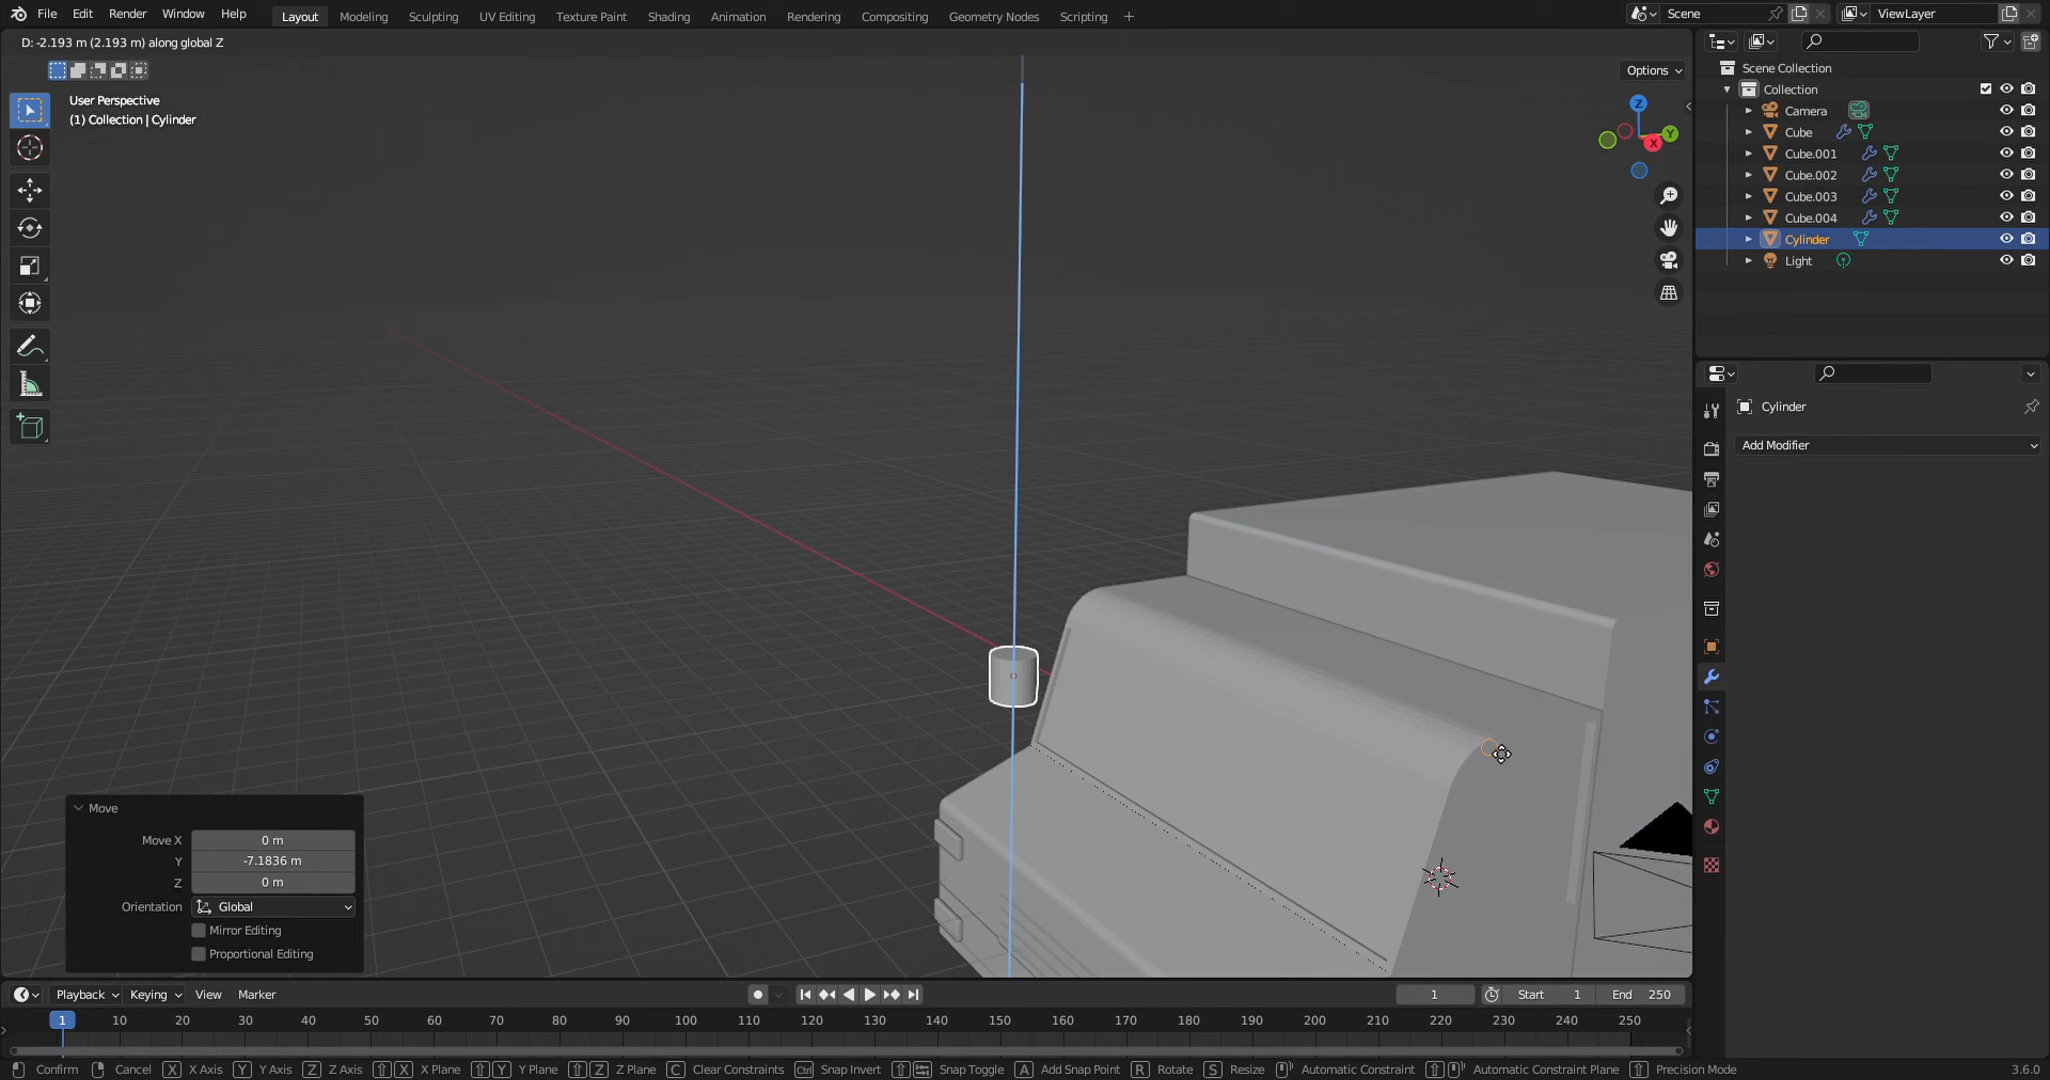 File Edit Render Window Help Layout Modeling Sculpting UV Editing Texture Paint Shading Animation Rendering Compositing Geometry Nodes Scripting + Scene ViewLayer
D: -2.193 m (2.193 m) along global Z
Options
User Perspective
(1) Collection | Cylinder
Z
Y
X
Scene Collection
Collection
Camera
Cube
Cube.001
Cube.002
Cube.003
Cube.004
Cylinder
Light
Cylinder
Add Modifier
Move
Move X 0 m
Y -7.1836 m
Z 0 m
Orientation Global
Mirror Editing
Proportional Editing
Playback Keying View Marker 1 Start 1 End 250
1 10 20 30 40 50 60 70 80 90 100 110 120 130 140 150 160 170 180 190 200 210 220 230 240 250
Confirm Cancel X X Axis Y Y Axis Z Z Axis X X Plane Y Y Plane Z Z Plane C Clear Constraints Ctrl Snap Invert Snap Toggle A Add Snap Point R Rotate S Resize Automatic Constraint Automatic Constraint Plane Precision Mode 3.6.0